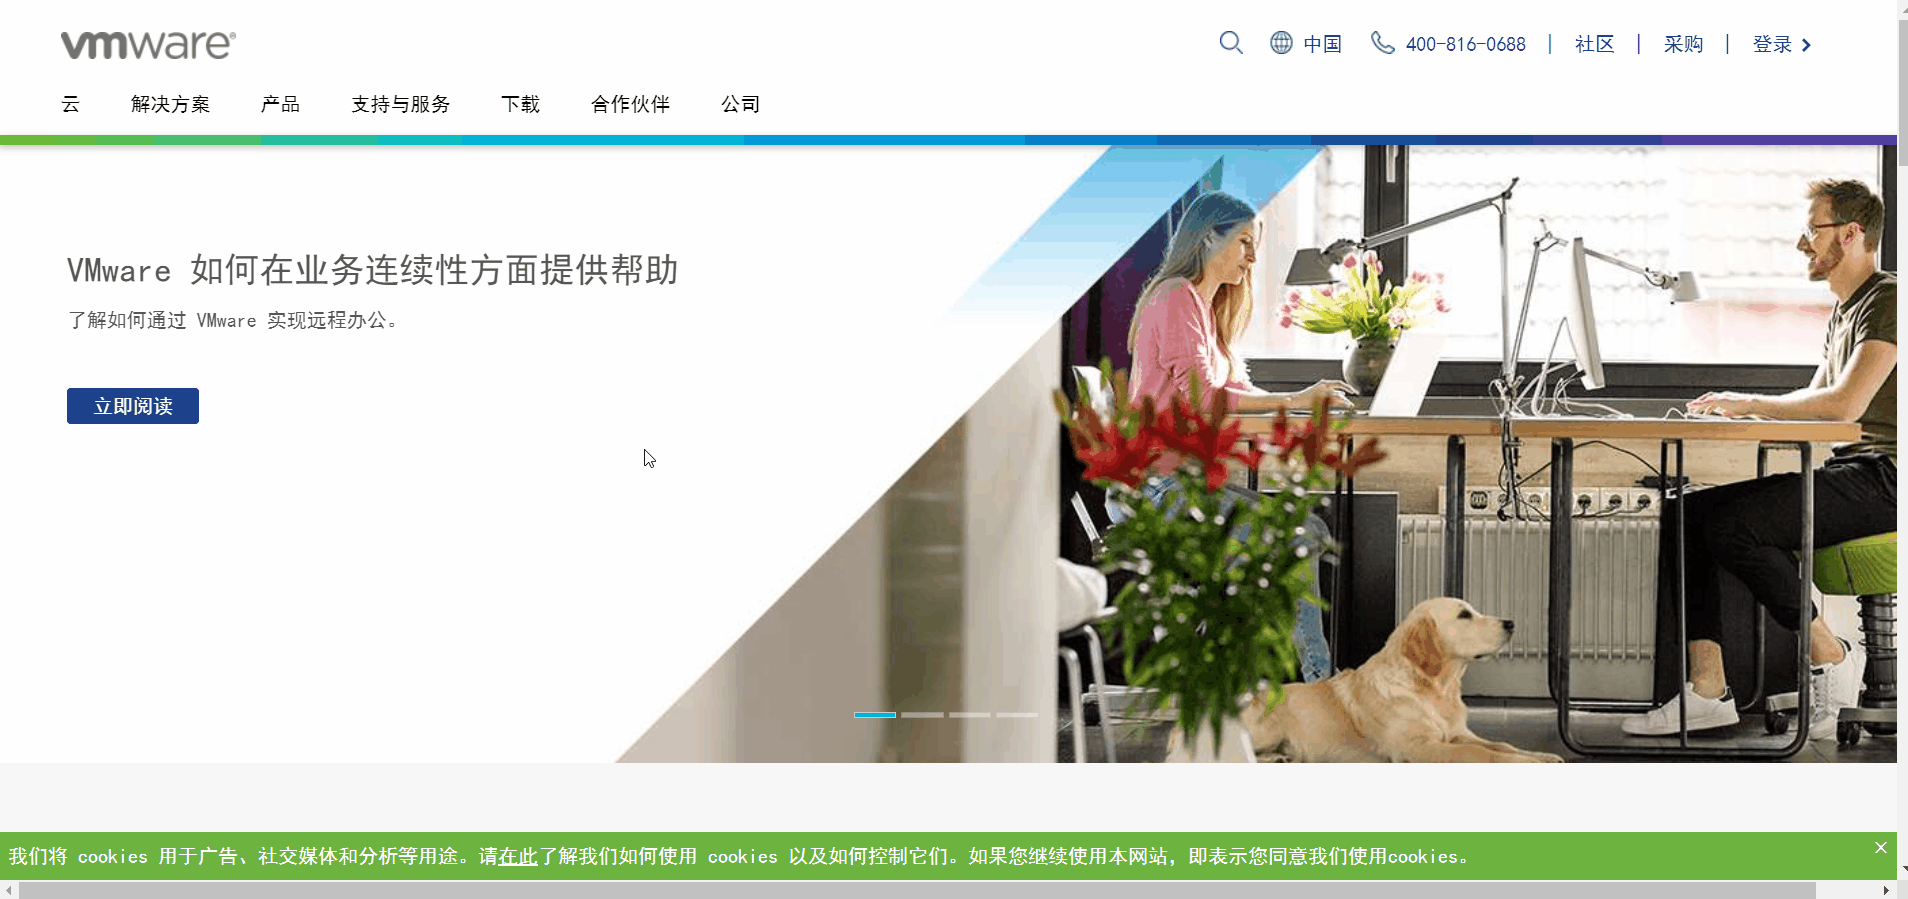 vmware®
中国
400-816-0688 | 社区 | 采购 | 登录
云 解决方案 产品 支持与服务 下载 合作伙伴 公司
VMware 如何在业务连续性方面提供帮助
了解如何通过 VMware 实现远程办公。
立即阅读
我们将 cookies 用于广告、社交媒体和分析等用途。请在此了解我们如何使用 cookies 以及如何控制它们。如果您继续使用本网站，即表示您同意我们使用cookies。